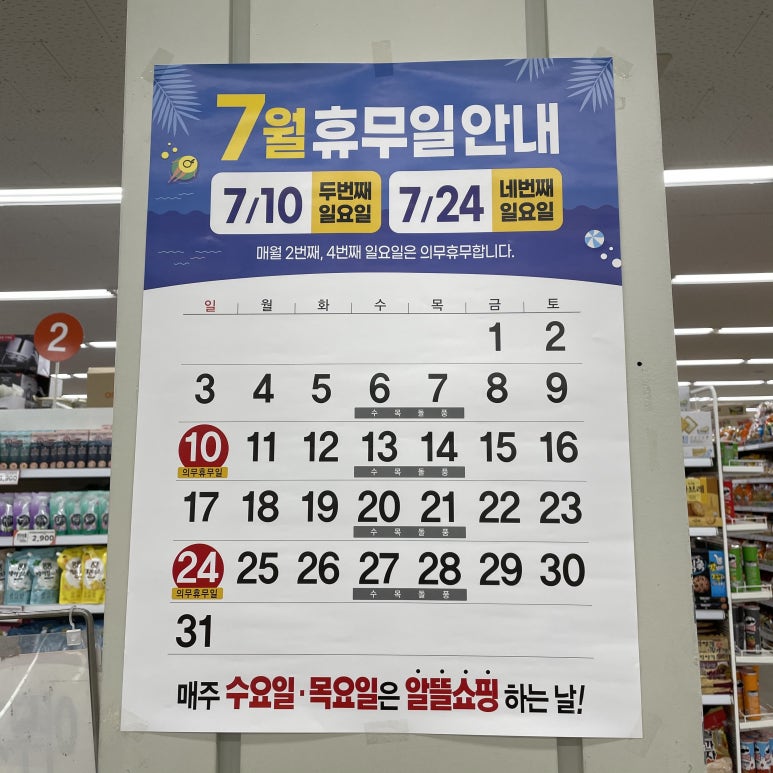 7월 휴무일 안내
7/10 두번째 일요일 7/24 네번째 일요일
매월 2번째, 4번째 일요일은 의무휴무합니다.
일 월 화 수 목 금 토
1 2
3 4 5 6 7 8 9
수 목 돌 풍
10 11 12 13 14 15 16
의무휴무일 수 목 돌 풍
17 18 19 20 21 22 23
수 목 돌 풍
24 25 26 27 28 29 30
의무휴무일 수 목 돌 풍
31
매주 수요일·목요일은 알뜰쇼핑 하는 날!
2
2,900